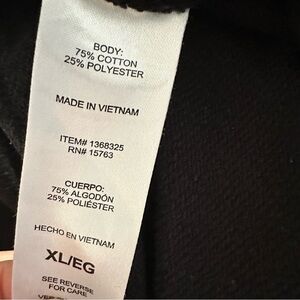 BODY:
75% COTTON
25% POLYESTER
MADE IN VIETNAM
ITEM# 1368325
RN# 15763
CUERPO:
75% ALGODÓN
25% POLIÉSTER
HECHO EN VIETNAM
XL/EG
SEE REVERSE
FOR CARE